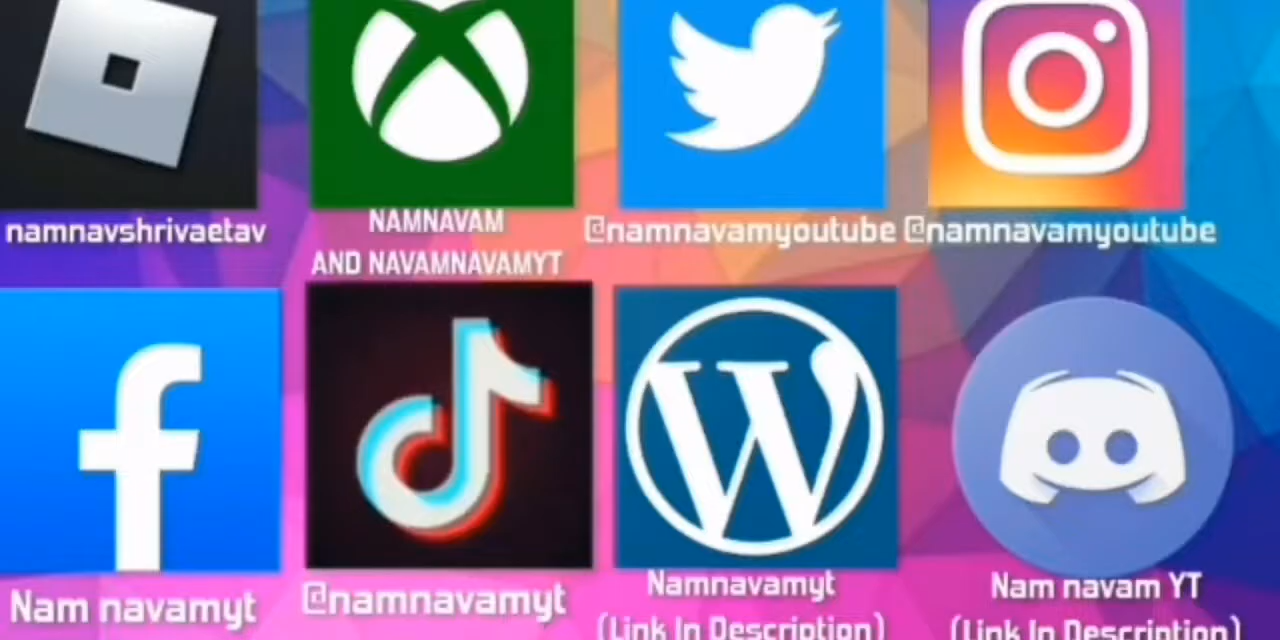 namnavshrivaetav
NAMNAVAM
AND NAVAMNAVAMYT
@namnavamyoutube
@namnavamyoutube
Nam navamyt
@namnavamyt
Namnavamyt
(Link In Description)
Nam navam YT
(Link In Description)